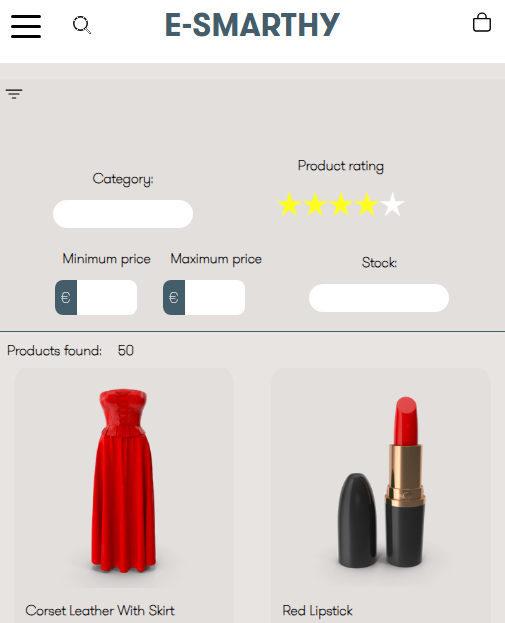 E-SMARTHY
Category:
Product rating
Minimum price
Maximum price
Stock:
€
€
Products found: 50
Corset Leather With Skirt
Red Lipstick